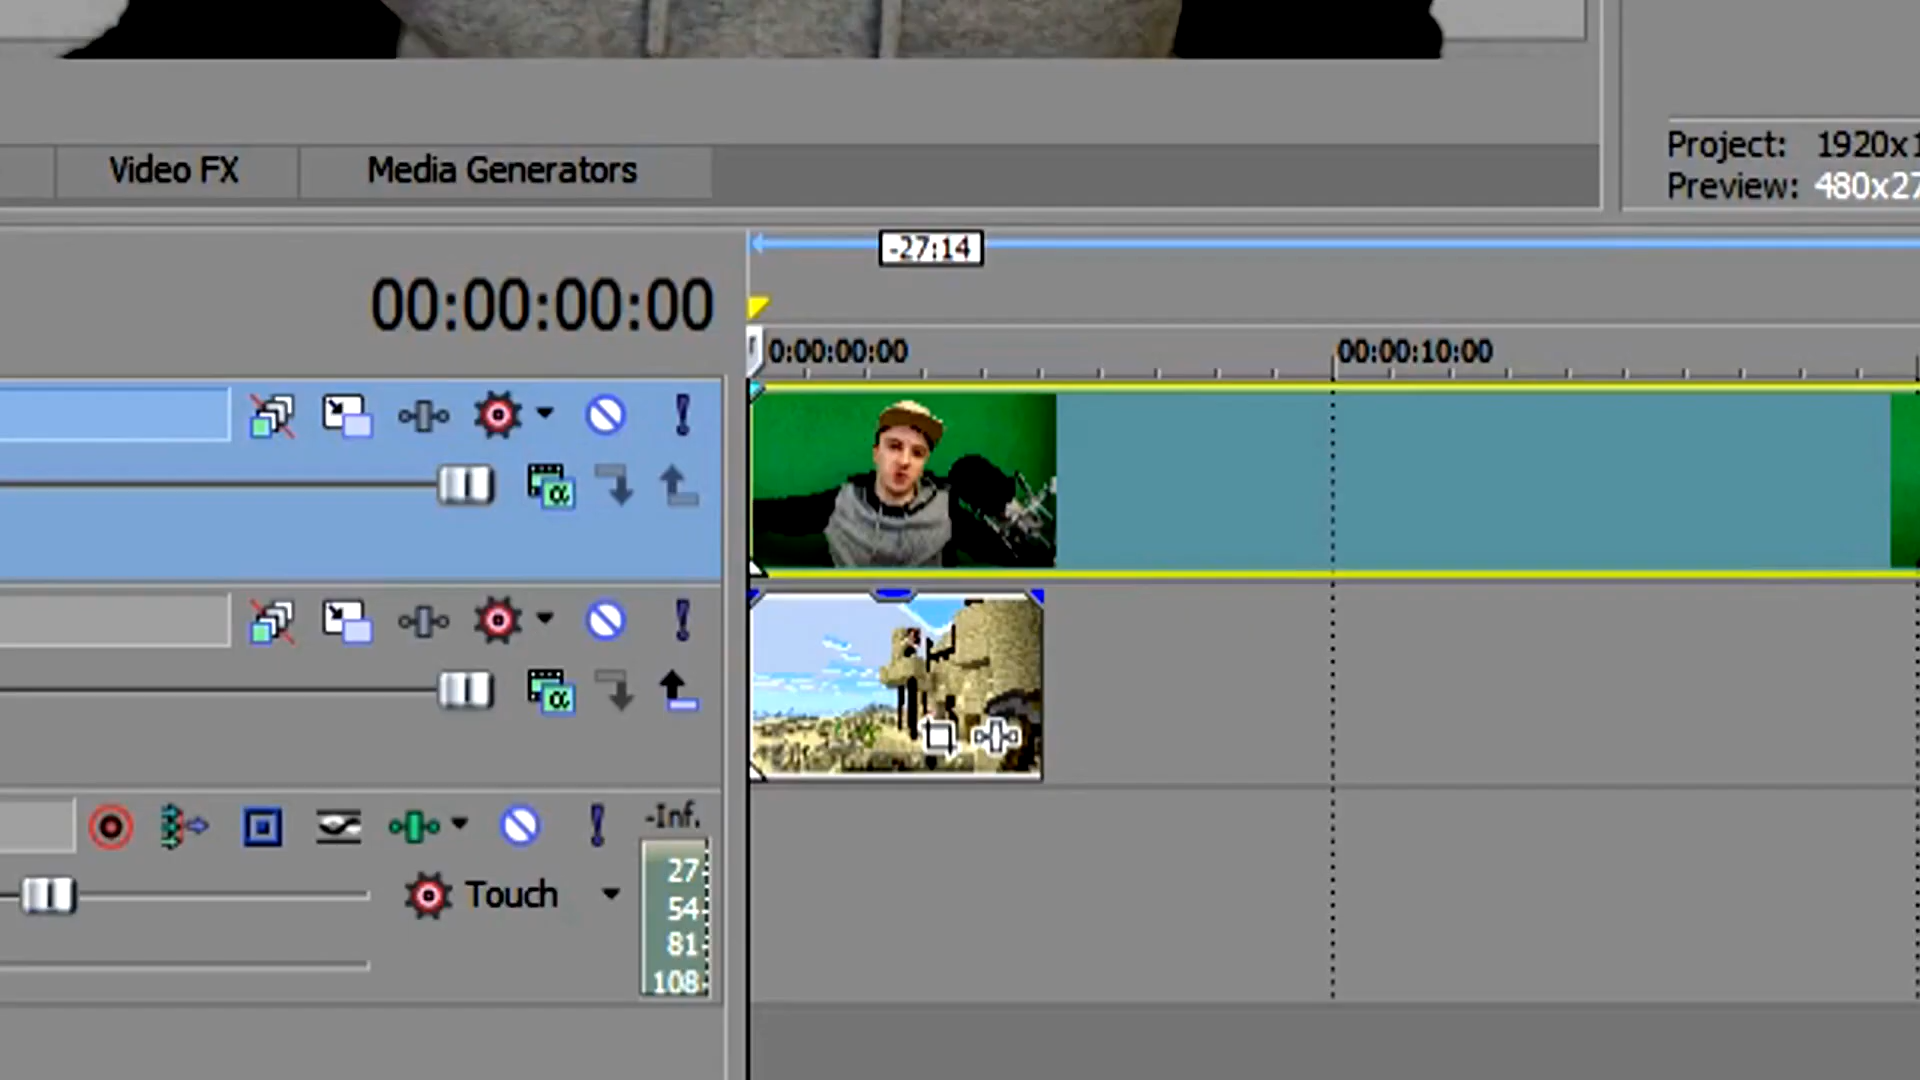 Project: 1920x1
Preview: 480x27
Video FX
Media Generators
-27:14
00:00:00:00
0:00:00:00
00:00:10:00
-Inf.
27
54
81
108
Touch